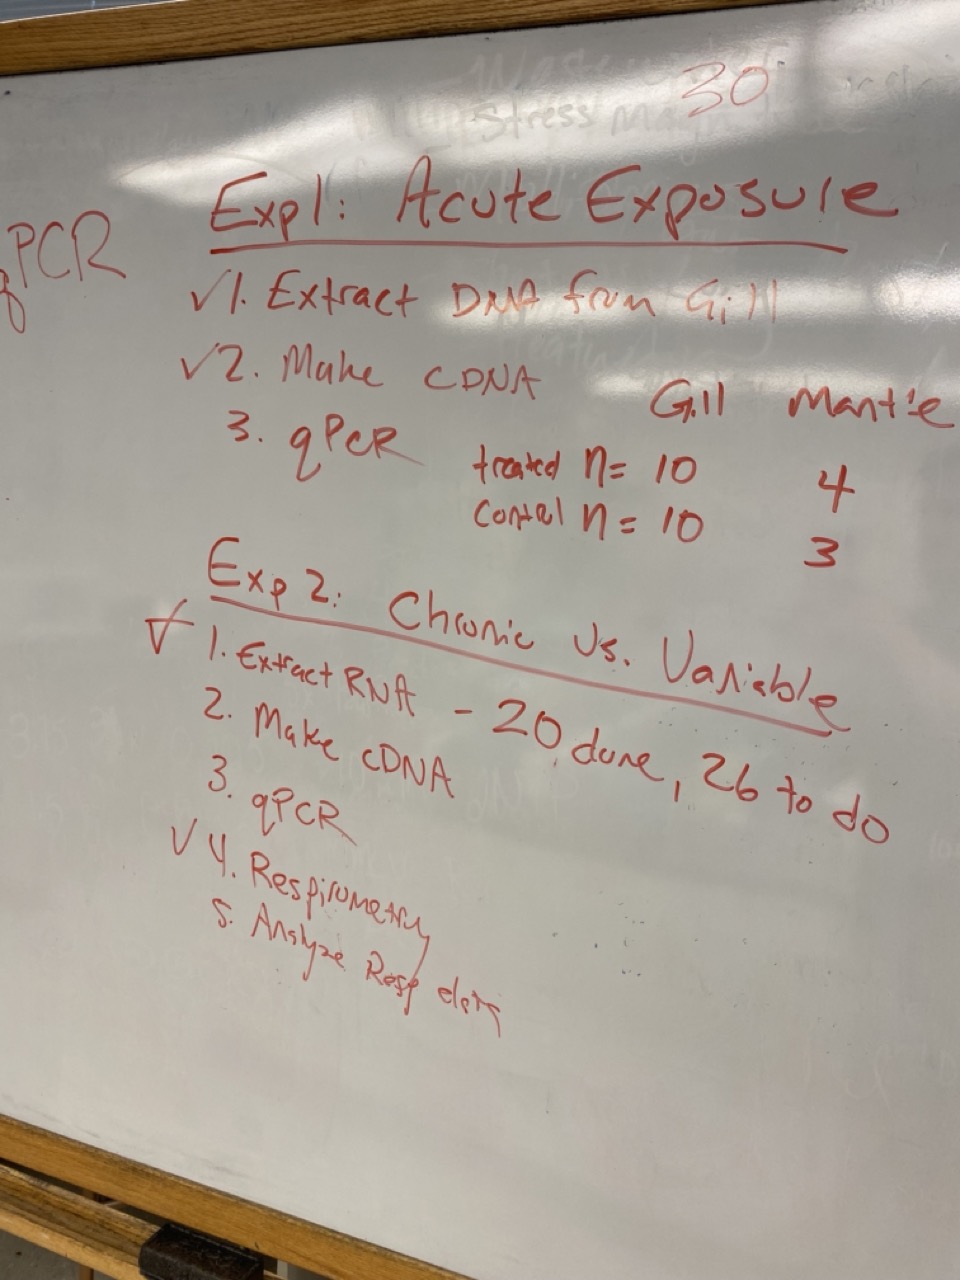 30
Exp1: Acute Exposure
qPCR
✓1. Extract DNA from Gill
✓2. Make cDNA
Gill Mantle
3. qPCR
treated n= 10 4
control n = 10 3
Exp 2: Chronic Vs. Variable
✓ 1. Extract RNA
2. Make cDNA - 20 done, 26 to do
3. qPCR
✓ 4. Respirometry
5. Analyze Resp data